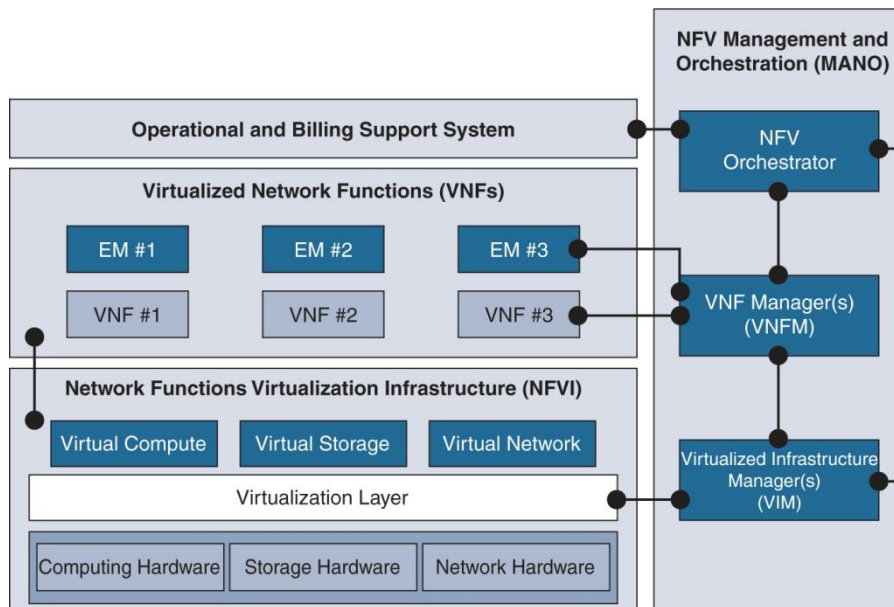 NFV Management and
Orchestration (MANO)
Operational and Billing Support System
NFV
Orchestrator
Virtualized Network Functions (VNFs)
EM #1
EM #2
EM #3
VNF #1
VNF #2
VNF #3
VNF Manager(s)
(VNFM)
Network Functions Virtualization Infrastructure (NFVI)
Virtual Compute
Virtual Storage
Virtual Network
Virtualization Layer
Virtualized Infrastructure
Manager(s)
(VIM)
Computing Hardware
Storage Hardware
Network Hardware